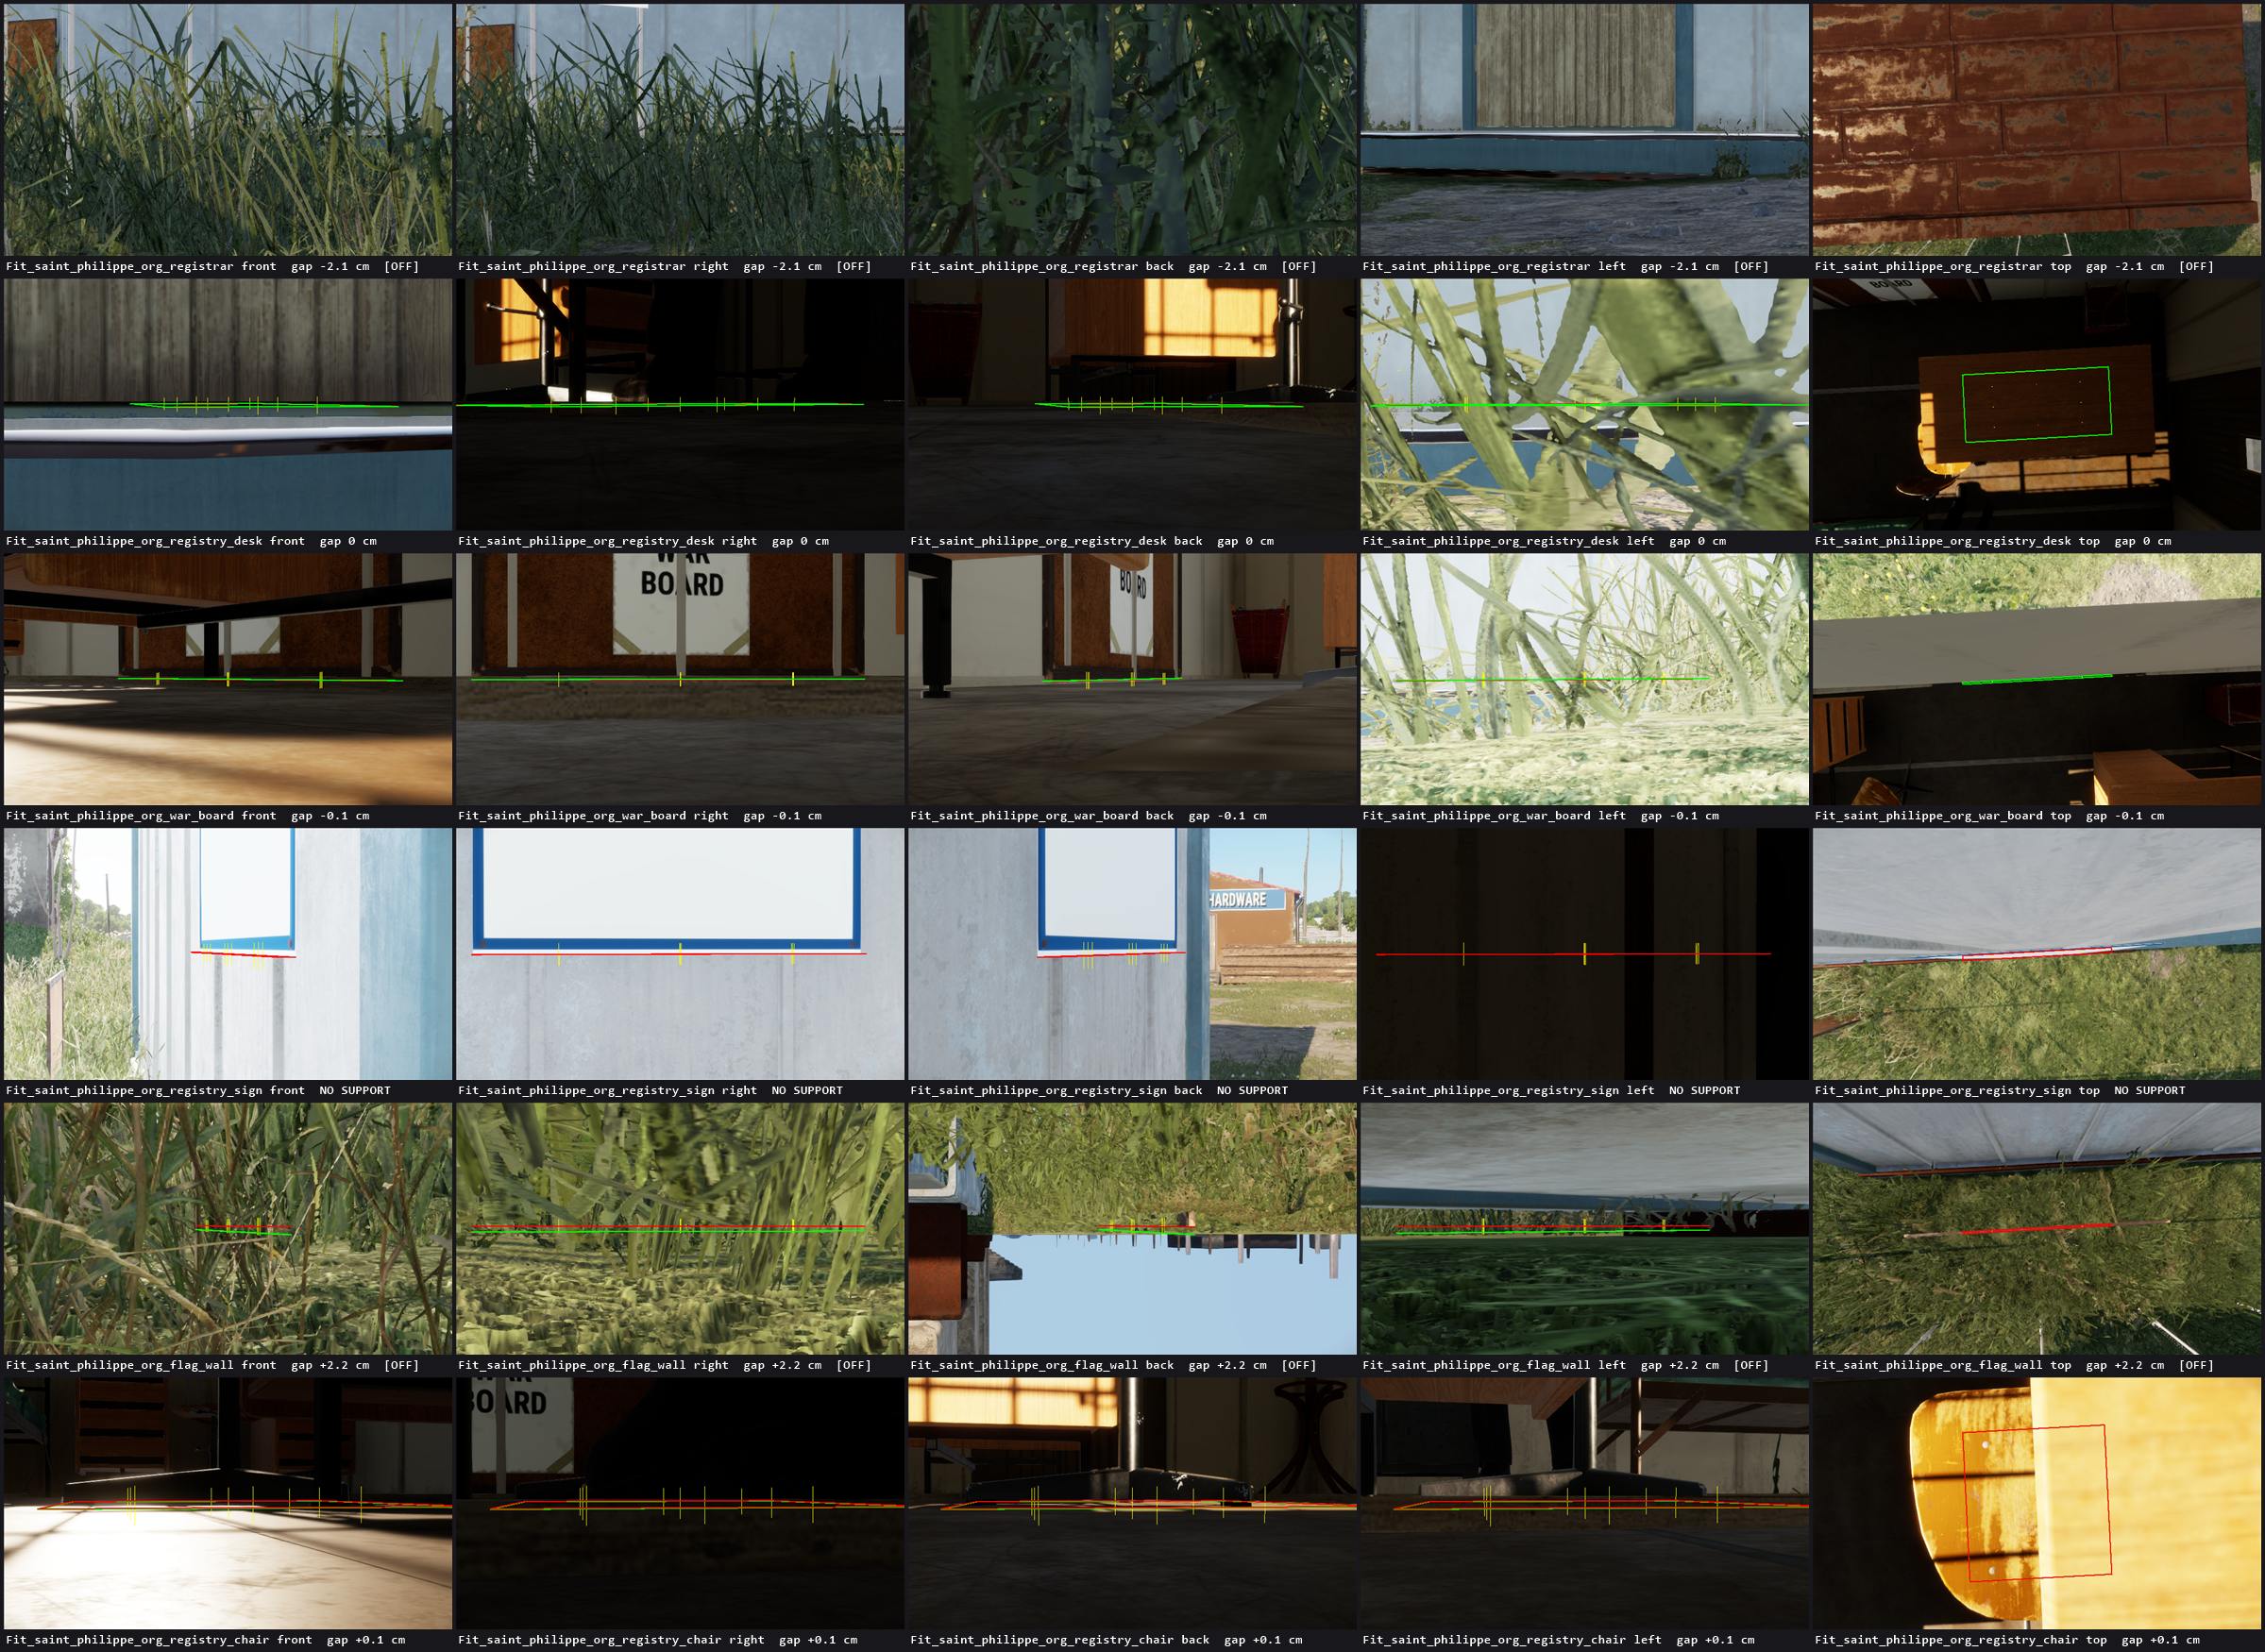 Fit_saint_philippe_org_registrar front  gap -2.1 cm  [OFF]
Fit_saint_philippe_org_registrar right  gap -2.1 cm  [OFF]
Fit_saint_philippe_org_registrar back  gap -2.1 cm  [OFF]
Fit_saint_philippe_org_registrar left  gap -2.1 cm  [OFF]
Fit_saint_philippe_org_registrar top  gap -2.1 cm  [OFF]
BOARD
Fit_saint_philippe_org_registry_desk front  gap 0 cm
Fit_saint_philippe_org_registry_desk right  gap 0 cm
Fit_saint_philippe_org_registry_desk back  gap 0 cm
Fit_saint_philippe_org_registry_desk left  gap 0 cm
Fit_saint_philippe_org_registry_desk top  gap 0 cm
WAR
BOARD
BOARD
Fit_saint_philippe_org_war_board front  gap -0.1 cm
Fit_saint_philippe_org_war_board right  gap -0.1 cm
Fit_saint_philippe_org_war_board back  gap -0.1 cm
Fit_saint_philippe_org_war_board left  gap -0.1 cm
Fit_saint_philippe_org_war_board top  gap -0.1 cm
HARDWARE
Fit_saint_philippe_org_registry_sign front  NO SUPPORT
Fit_saint_philippe_org_registry_sign right  NO SUPPORT
Fit_saint_philippe_org_registry_sign back  NO SUPPORT
Fit_saint_philippe_org_registry_sign left  NO SUPPORT
Fit_saint_philippe_org_registry_sign top  NO SUPPORT
Fit_saint_philippe_org_flag_wall front  gap +2.2 cm  [OFF]
Fit_saint_philippe_org_flag_wall right  gap +2.2 cm  [OFF]
Fit_saint_philippe_org_flag_wall back  gap +2.2 cm  [OFF]
Fit_saint_philippe_org_flag_wall left  gap +2.2 cm  [OFF]
Fit_saint_philippe_org_flag_wall top  gap +2.2 cm  [OFF]
WAR
BOARD
Fit_saint_philippe_org_registry_chair front  gap +0.1 cm
Fit_saint_philippe_org_registry_chair right  gap +0.1 cm
Fit_saint_philippe_org_registry_chair back  gap +0.1 cm
Fit_saint_philippe_org_registry_chair left  gap +0.1 cm
Fit_saint_philippe_org_registry_chair top  gap +0.1 cm